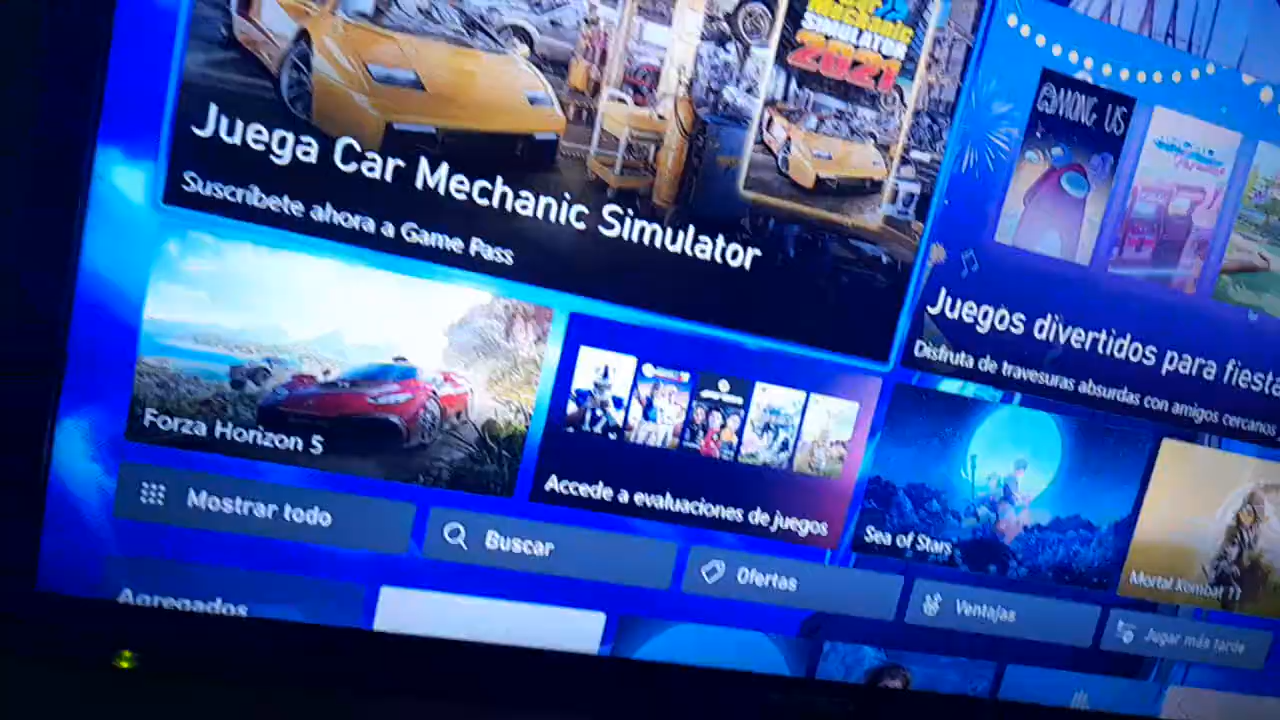 Mechanic
SIMULATOR
2021
Juega Car Mechanic Simulator
Suscríbete ahora a Game Pass
AMONG US
Juegos divertidos para fiesta
Disfruta de travesuras absurdas con amigos cercanos
Forza Horizon 5
Accede a evaluaciones de juegos
Sea of Stars
Mortal Kombat 11
Mostrar todo
Buscar
Ofertas
Ventajas
Jugar más tarde
Agregados